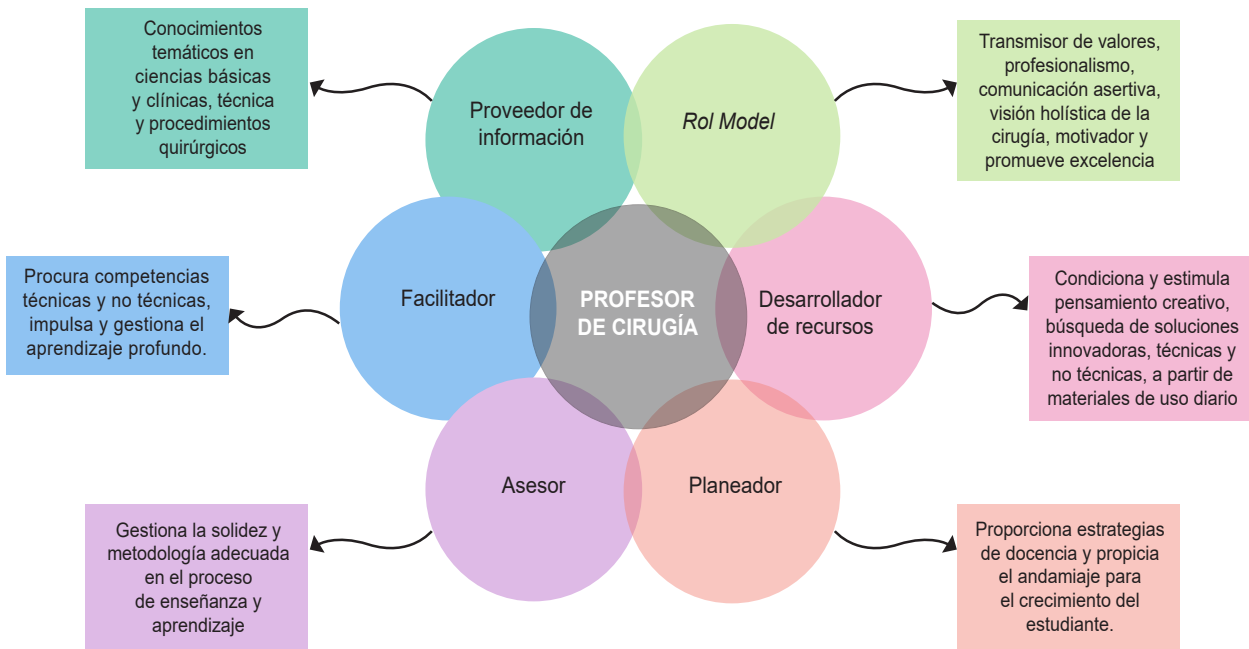 Conocimientos
temáticos en
ciencias básicas
y clínicas, técnica
y procedimientos
quirúrgicos
Proveedor de
información
Rol Model
Transmisor de valores,
profesionalismo,
comunicación asertiva,
visión holística de la
cirugía, motivador y
promueve excelencia
Procura competencias
técnicas y no técnicas,
impulsa y gestiona el
aprendizaje profundo.
Facilitador
PROFESOR
DE CIRUGÍA
Desarrollador
de recursos
Condiciona y estimula
pensamiento creativo,
búsqueda de soluciones
innovadoras, técnicas y
no técnicas, a partir de
materiales de uso diario
Gestiona la solidez y
metodología adecuada
en el proceso
de enseñanza y
aprendizaje
Asesor
Planeador
Proporciona estrategias
de docencia y propicia
el andamiaje para
el crecimiento del
estudiante.